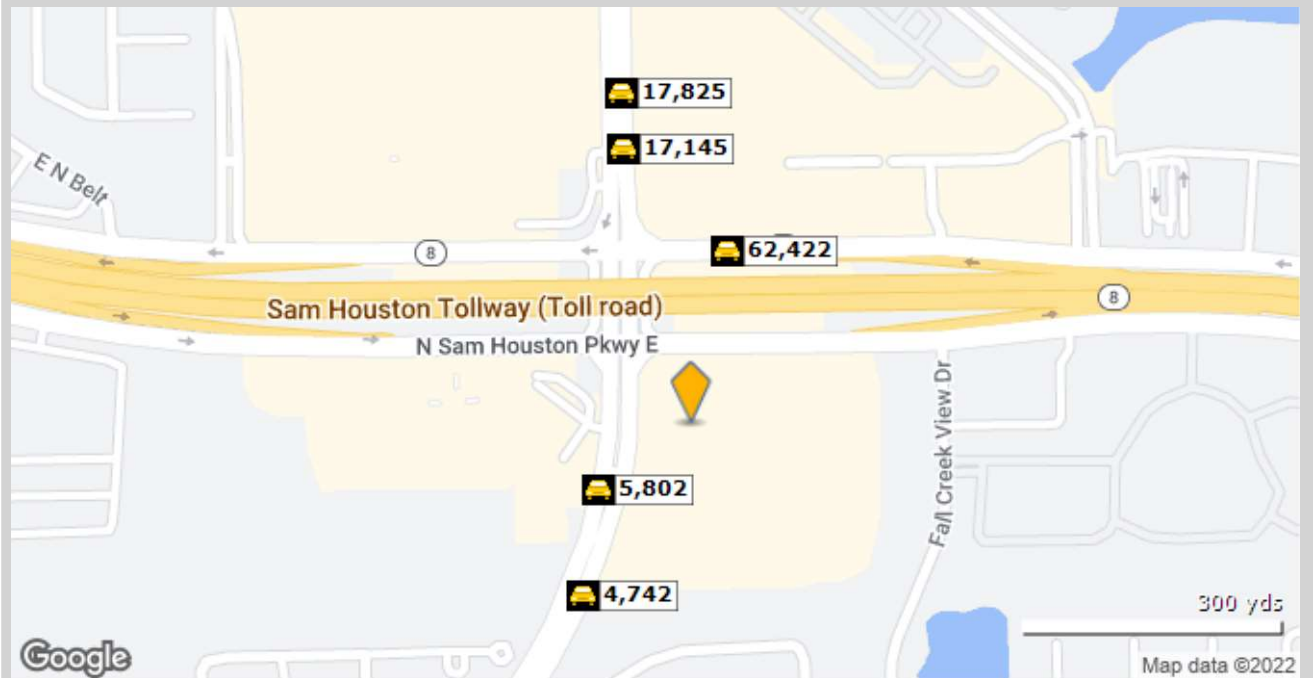 17,825
17,145
E N Belt
62,422
8
8
Sam Houston Tollway (Toll road)
N Sam Houston Pkwy E
Fall Creek View Dr
5,802
4,742
300 yds
Google
Map data ©2022